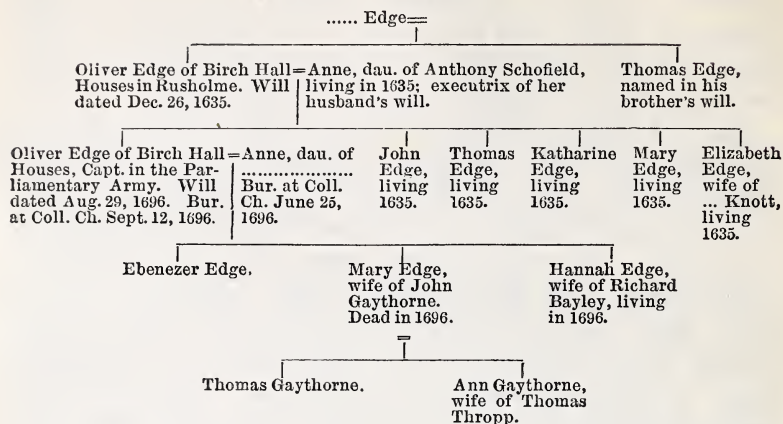 ...... Edge=
Oliver Edge of Birch Hall=Anne, dau. of Anthony Schofield,
Houses in Rusholme. Will living in 1635; executrix of her
dated Dec. 26, 1635. husband's will.
Thomas Edge,
named in his
brother's will.
Oliver Edge of Birch Hall=Anne, dau. of
Houses, Capt. in the Par- .....................
liamentary Army. Will Bur. at Coll.
dated Aug. 29, 1696. Bur. Ch. June 25,
at Coll. Ch. Sept. 12, 1696. 1696.
John
Edge,
living
1635.
Thomas
Edge,
living
1635.
Katharine
Edge,
living
1635.
Mary
Edge,
living
1635.
Elizabeth
Edge,
wife of
... Knott,
living
1635.
Ebenezer Edge.
Mary Edge,
wife of John
Gaythorne.
Dead in 1696.
Hannah Edge,
wife of Richard
Bayley, living
in 1696.
=
Thomas Gaythorne.
Ann Gaythorne,
wife of Thomas
Thropp.